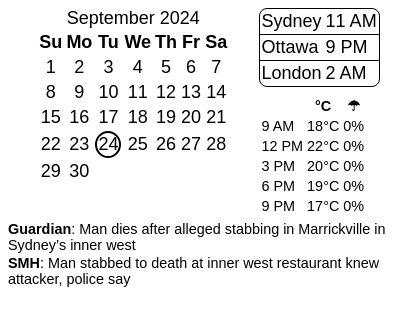 September 2024
Su Mo Tu We Th Fr Sa
1 2 3 4 5 6 7
8 9 10 11 12 13 14
15 16 17 18 19 20 21
22 23 24 25 26 27 28
29 30
Sydney 11 AM
Ottawa 9 PM
London 2 AM
°C ☂
9 AM 18°C 0%
12 PM 22°C 0%
3 PM 20°C 0%
6 PM 19°C 0%
9 PM 17°C 0%
Guardian: Man dies after alleged stabbing in Marrickville in
Sydney’s inner west
SMH: Man stabbed to death at inner west restaurant knew
attacker, police say